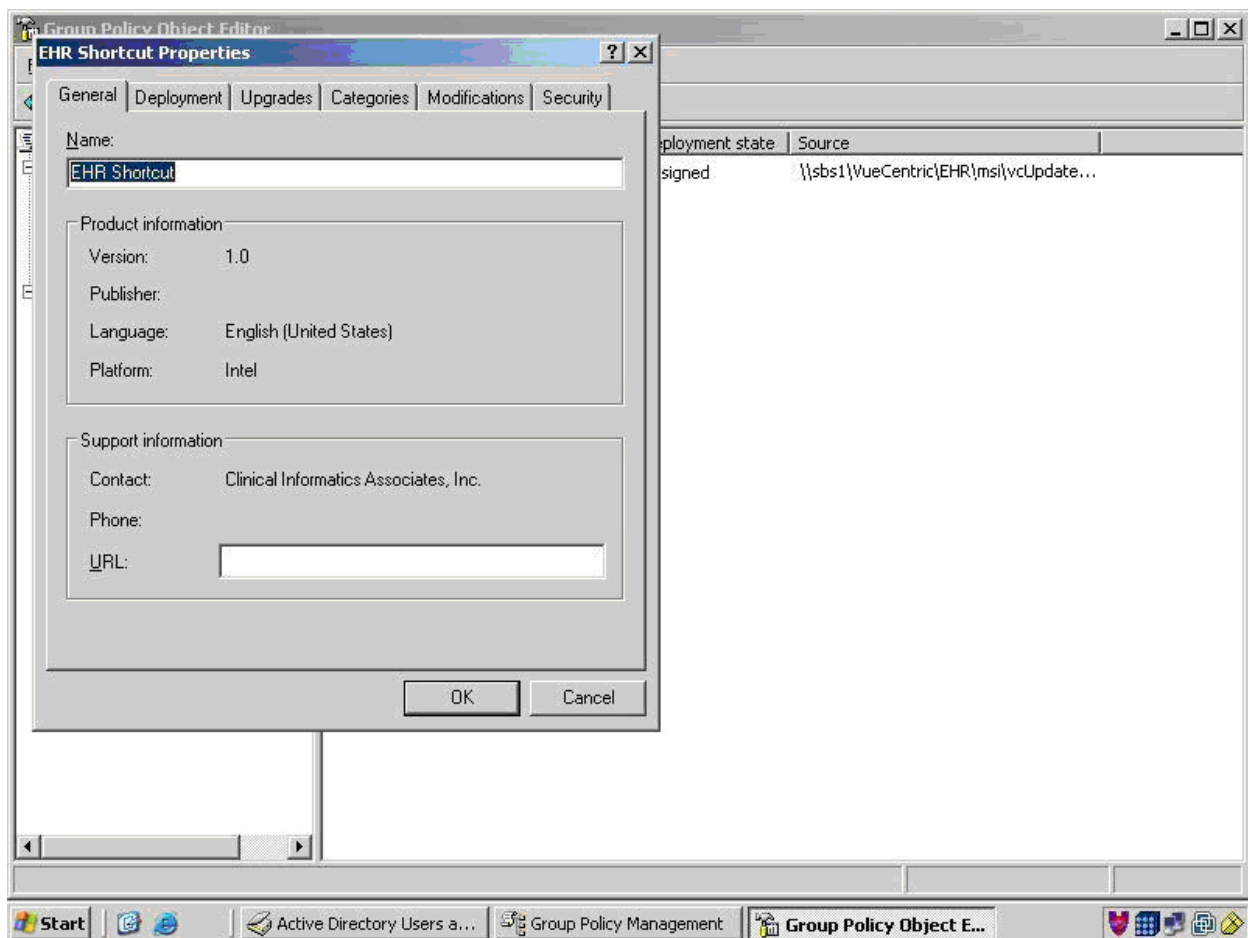 Group Policy Object Editor
EHR Shortcut Properties
General Deployment Upgrades Categories Modifications Security
Name:
EHR Shortcut
Product information
Version: 1.0
Publisher:
Language: English (United States)
Platform: Intel
Support information
Contact: Clinical Informatics Associates, Inc.
Phone:
URL:
OK Cancel
ployment state Source
signed \\sbs1\VueCentric\EHR\msi\vcUpdate...
Start Active Directory Users a... Group Policy Management Group Policy Object E...